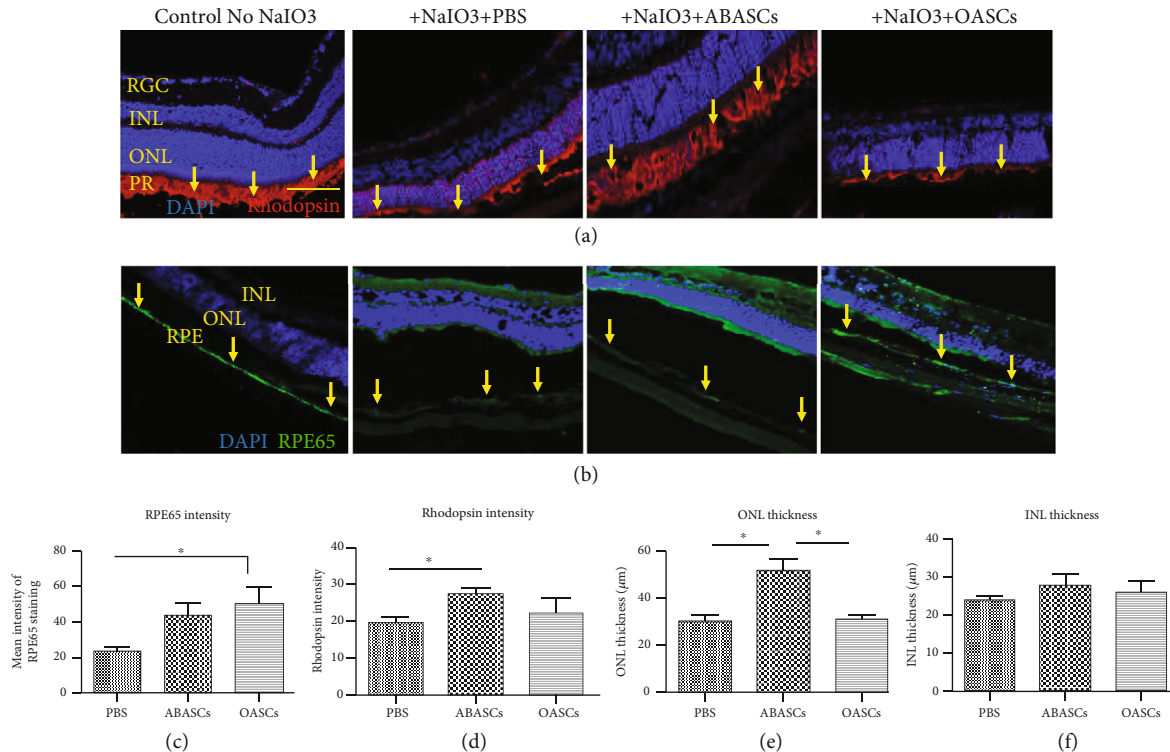 Control No NaIO3
+NaIO3+PBS
+NaIO3+ABASCs
+NaIO3+OASCs
RGC
INL
ONL
PR
DAPI
Rhodopsin
(a)
INL
ONL
RPE
DAPI RPE65
(b)
RPE65 intensity
Mean intensity of
RPE65 staining
80
60
40
20
0
*
PBS
ABASCs
OASCs
(c)
Rhodopsin intensity
Rhodopsin intensity
40
30
20
10
0
*
PBS
ABASCs
OASCs
(d)
ONL thickness
ONL thickness (μm)
60
40
20
0
*
*
PBS
ABASCs
OASCs
(e)
INL thickness
INL thickness (μm)
40
30
20
10
0
PBS
ABASCs
OASCs
(f)